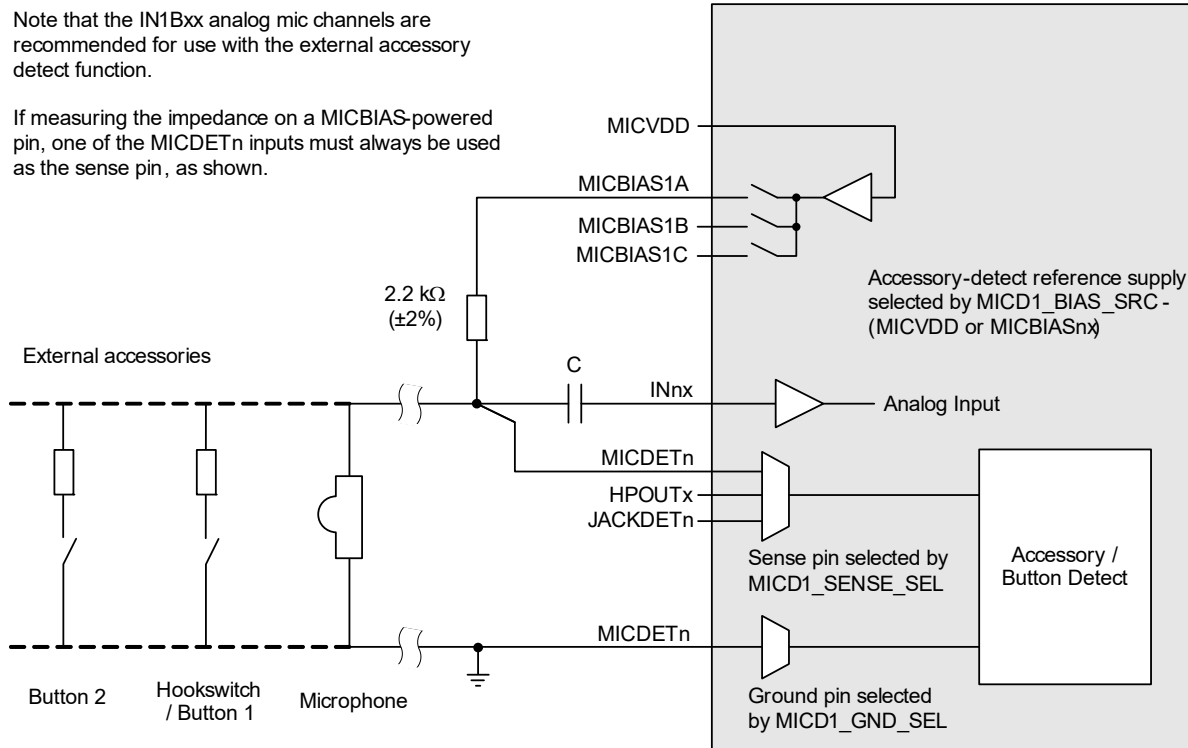 Note that the IN1Bxx analog mic channels are
recommended for use with the external accessory
detect function.
If measuring the impedance on a MICBIAS-powered
pin, one of the MICDETn inputs must always be used
as the sense pin, as shown.
MICVDD
MICBIAS1A
MICBIAS1B
MICBIAS1C
2.2 kΩ
(±2%)
Accessory-detect reference supply
selected by MICD1_BIAS_SRC -
(MICVDD or MICBIASnx)
External accessories
C
INnx
Analog Input
MICDETn
HPOUTx
JACKDETn
Sense pin selected by
MICD1_SENSE_SEL
Accessory /
Button Detect
MICDETn
Ground pin selected
by MICD1_GND_SEL
Button 2
Hookswitch
/ Button 1
Microphone